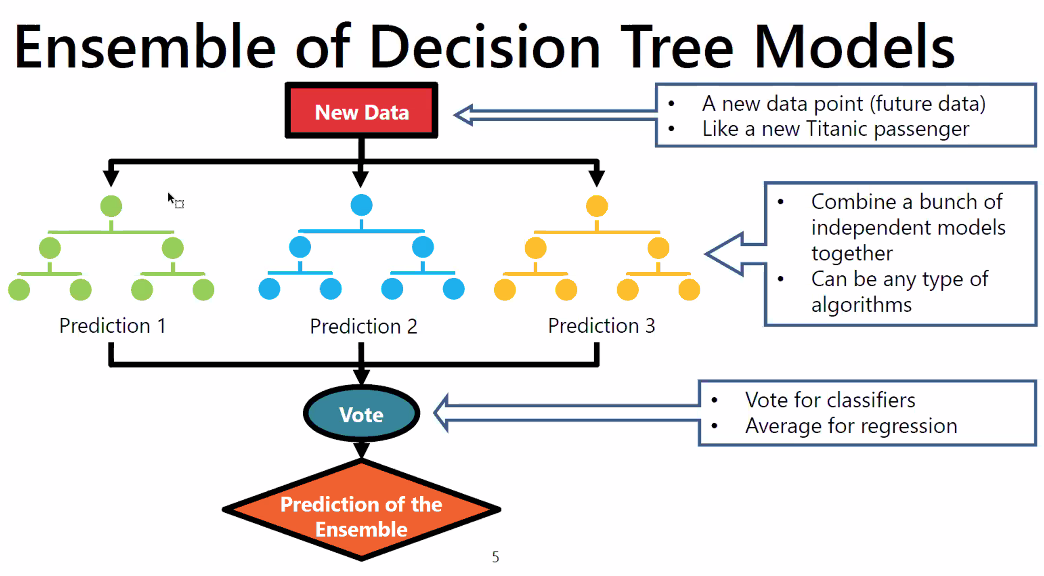 Ensemble of Decision Tree Models
New Data
• A new data point (future data)
• Like a new Titanic passenger
• Combine a bunch of
independent models
together
• Can be any type of
algorithms
Prediction 1
Prediction 2
Prediction 3
Vote
• Vote for classifiers
• Average for regression
Prediction of the
Ensemble
5